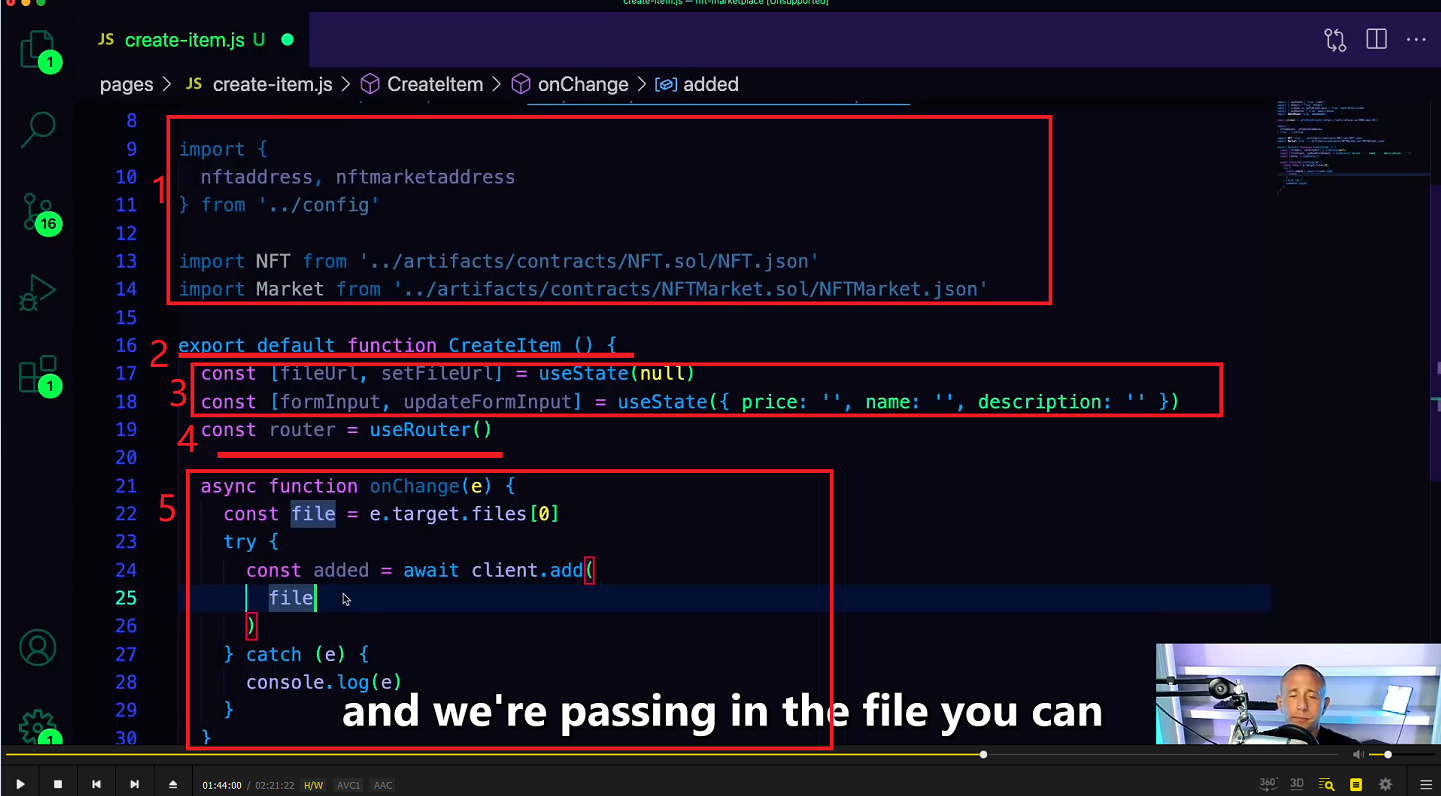 create-item.js — nft-marketplace [Unsupported]
JS create-item.js U
1
pages > JS create-item.js > CreateItem > onChange > added
8
9 import {
1
10 nftaddress, nftmarketaddress
11 } from '../config'
12
16
13 import NFT from '../artifacts/contracts/NFT.sol/NFT.json'
14 import Market from '../artifacts/contracts/NFTMarket.sol/NFTMarket.json'
15
2
16 export default function CreateItem () {
3
17 const [fileUrl, setFileUrl] = useState(null)
1
18 const [formInput, updateFormInput] = useState({ price: '', name: '', description: '' })
4
19 const router = useRouter()
20
5
21 async function onChange(e) {
22 const file = e.target.files[0]
23 try {
24 const added = await client.add(
25 file
26 )
27 } catch (e) {
28 console.log(e)
29 }
30 }
1
and we're passing in the file you can
01:44:00 / 02:21:22 H/W AVC1 AAC
360° 3D